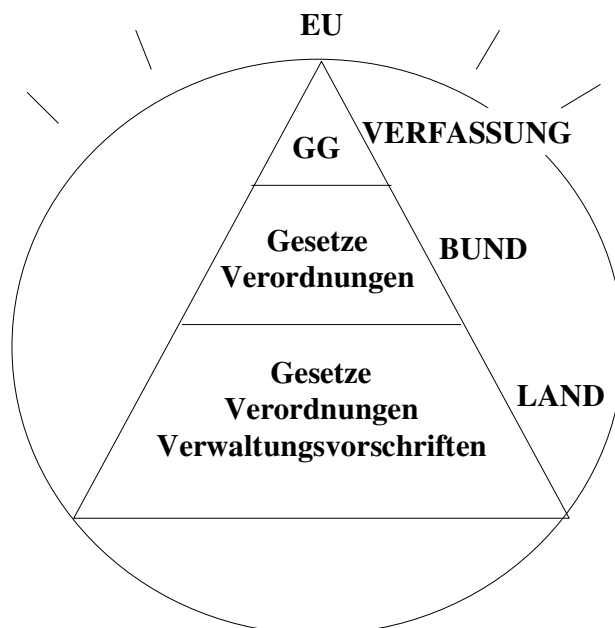 EU
GG
VERFASSUNG
Gesetze
Verordnungen
BUND
Gesetze
Verordnungen
Verwaltungsvorschriften
LAND